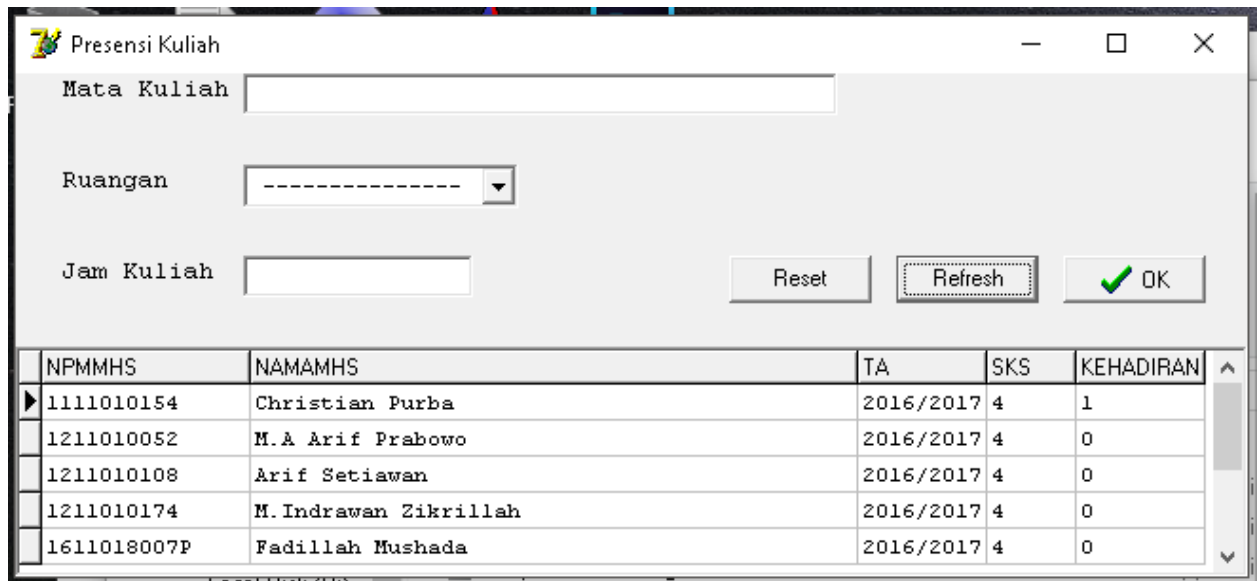 Presensi Kuliah
Mata Kuliah
Ruangan ---------------
Jam Kuliah Reset Refresh OK
NPMMHS NAMAMHS TA SKS KEHADIRAN
1111010154 Christian Purba 2016/2017 4 1
1211010052 M.A Arif Prabowo 2016/2017 4 0
1211010108 Arif Setiawan 2016/2017 4 0
1211010174 M.Indrawan Zikrillah 2016/2017 4 0
1611018007P Fadillah Mushada 2016/2017 4 0